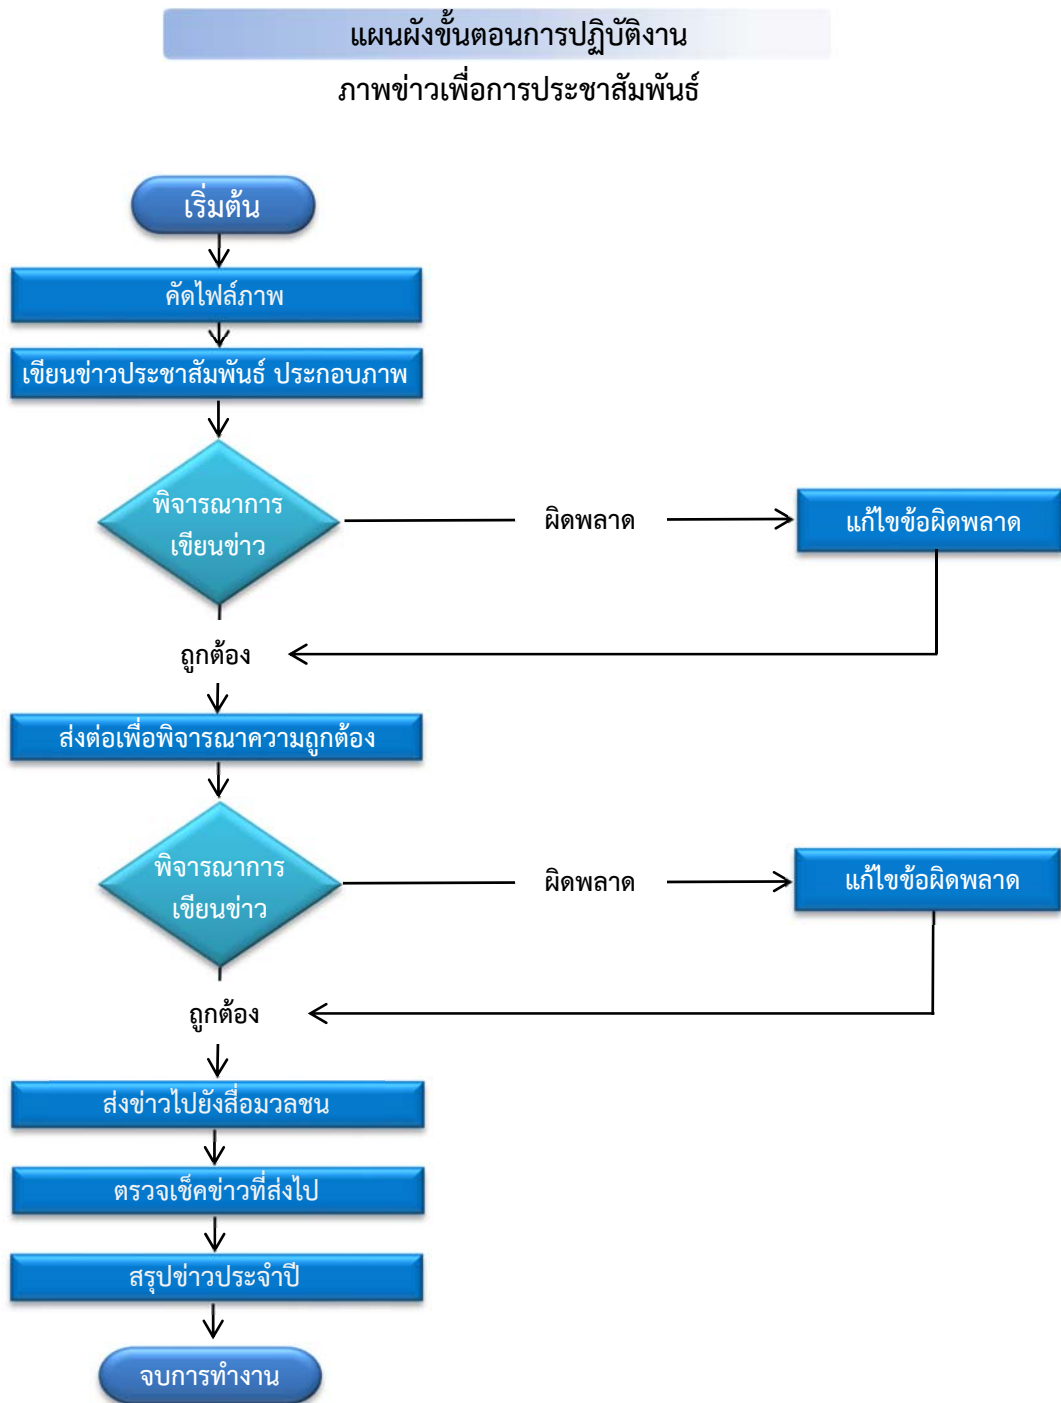 แผนผังขั้นตอนการปฏิบัติงาน
ภาพข่าวเพื่อการประชาสัมพันธ์
เริ่มต้น
คัดไฟล์ภาพ
เขียนข่าวประชาสัมพันธ์ ประกอบภาพ
พิจารณาการ
เขียนข่าว
ผิดพลาด
แก้ไขข้อผิดพลาด
ถูกต้อง
ส่งต่อเพื่อพิจารณาความถูกต้อง
พิจารณาการ
เขียนข่าว
ผิดพลาด
แก้ไขข้อผิดพลาด
ถูกต้อง
ส่งข่าวไปยังสื่อมวลชน
ตรวจเช็คข่าวที่ส่งไป
สรุปข่าวประจำปี
จบการทำงาน